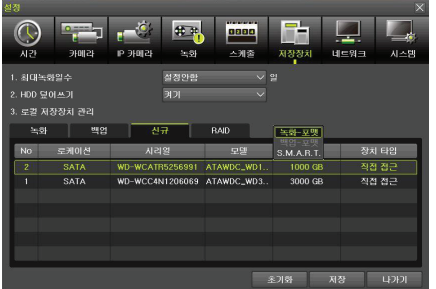 설정
시간 카메라 IP 카메라 녹화 스케쥴 저장장치 네트워크 시스템
1. 최대녹화일수 설정안함 일
2. HDD 덮어쓰기 켜기
3. 로컬 저장장치 관리
녹화 백업 신규 RAID
녹화-포맷
백업-포맷
S.M.A.R.T.
No 로케이션 시리얼 모델 장치 타입
2 SATA WD-WCATR5256991 ATAWDC_WD1.. 1000 GB 직접 접근
1 SATA WD-WCC4N1206069 ATAWDC_WD3.. 3000 GB 직접 접근
초기화 저장 나가기